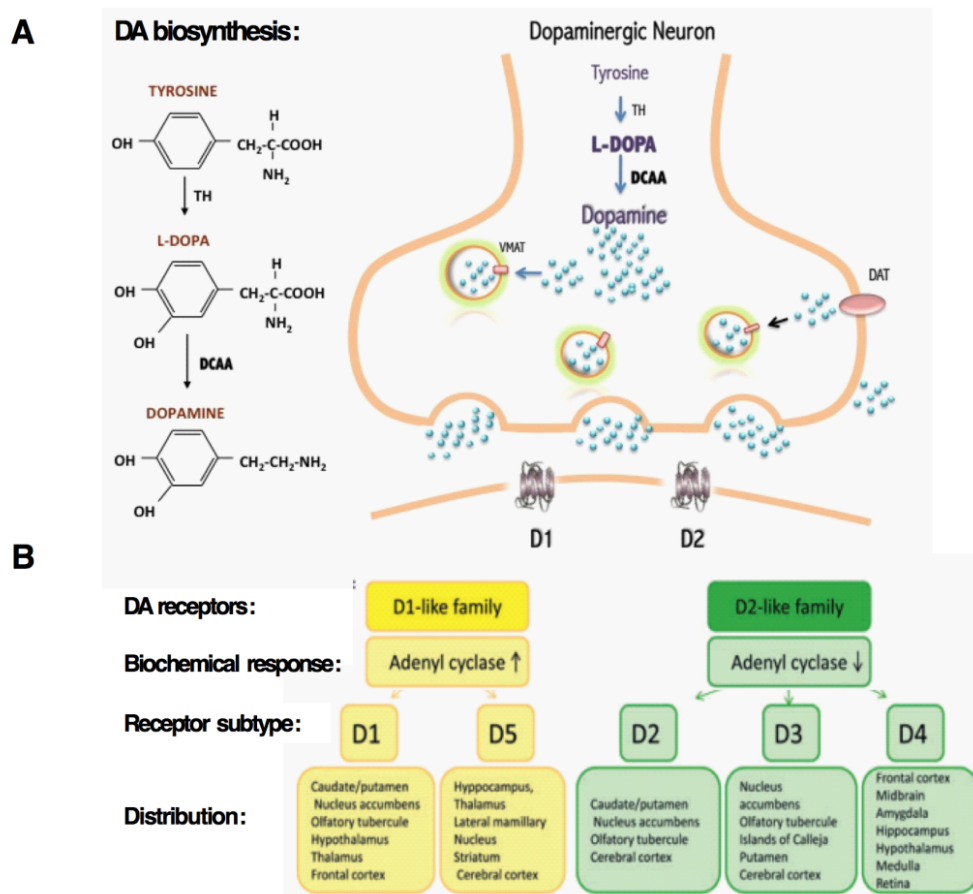 A
DA biosynthesis:
TYROSINE
H
OH
CH₂-C-COOH
NH₂
TH
L-DOPA
H
OH
CH₂-C-COOH
NH₂
OH
DCAA
DOPAMINE
OH
CH₂-CH₂-NH₂
OH
Dopaminergic Neuron
Tyrosine
TH
L-DOPA
DCAA
Dopamine
VMAT
DAT
D1
D2
B
DA receptors:
D1-like family
D2-like family
Biochemical response:
Adenyl cyclase ↑
Adenyl cyclase ↓
Receptor subtype:
D1
D5
D2
D3
D4
Distribution:
Caudate/putamen
Nucleus accumbens
Olfatory tubercule
Hypothalamus
Thalamus
Frontal cortex
Hyppocampus,
Thalamus
Lateral mamillary
Nucleus
Striatum
Cerebral cortex
Caudate/putamen
Nucleus accumbens
Olfatory tubercule
Cerebral cortex
Nucleus
accumbens
Olfatory tubercule
Islands of Calleja
Putamen
Cerebral cortex
Frontal cortex
Midbrain
Amygdala
Hippocampus
Hypothalamus
Medulla
Retina